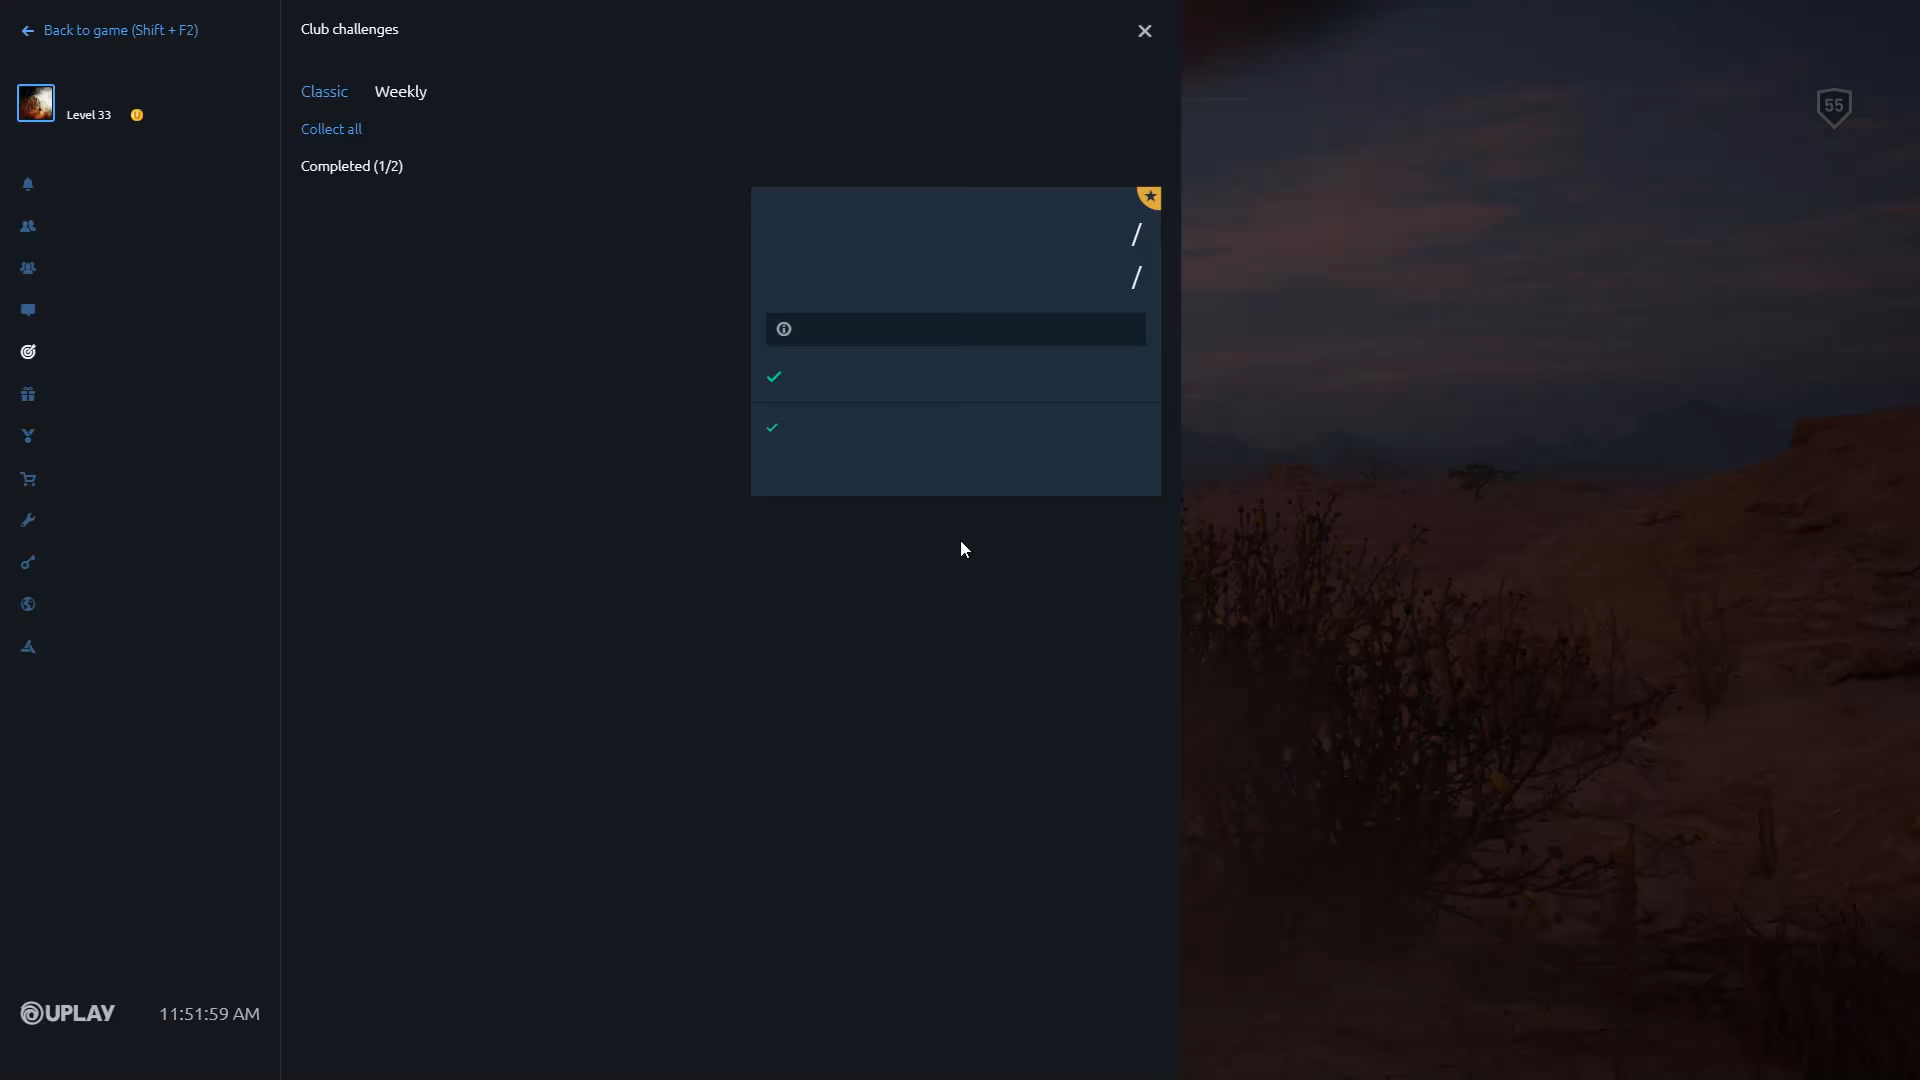 Back to game (Shift + F2)
Club challenges
Classic Weekly
Level 33
Collect all
Completed (1/2)
/
/
55
UPLAY 11:51:59 AM